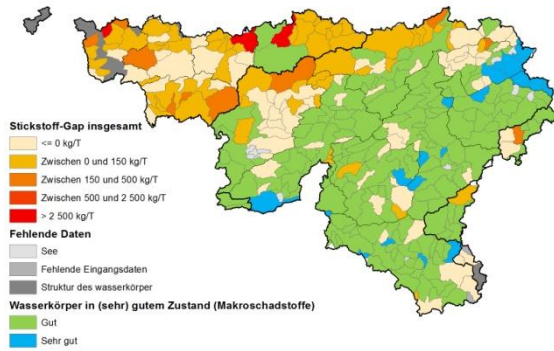 Stickstoff-Gap insgesamt
<= 0 kg/T
Zwischen 0 und 150 kg/T
Zwischen 150 und 500 kg/T
Zwischen 500 und 2 500 kg/T
> 2 500 kg/T
Fehlende Daten
See
Fehlende Eingangsdaten
Struktur des wasserkörper
Wasserkörper in (sehr) gutem Zustand (Makroschadstoffe)
Gut
Sehr gut